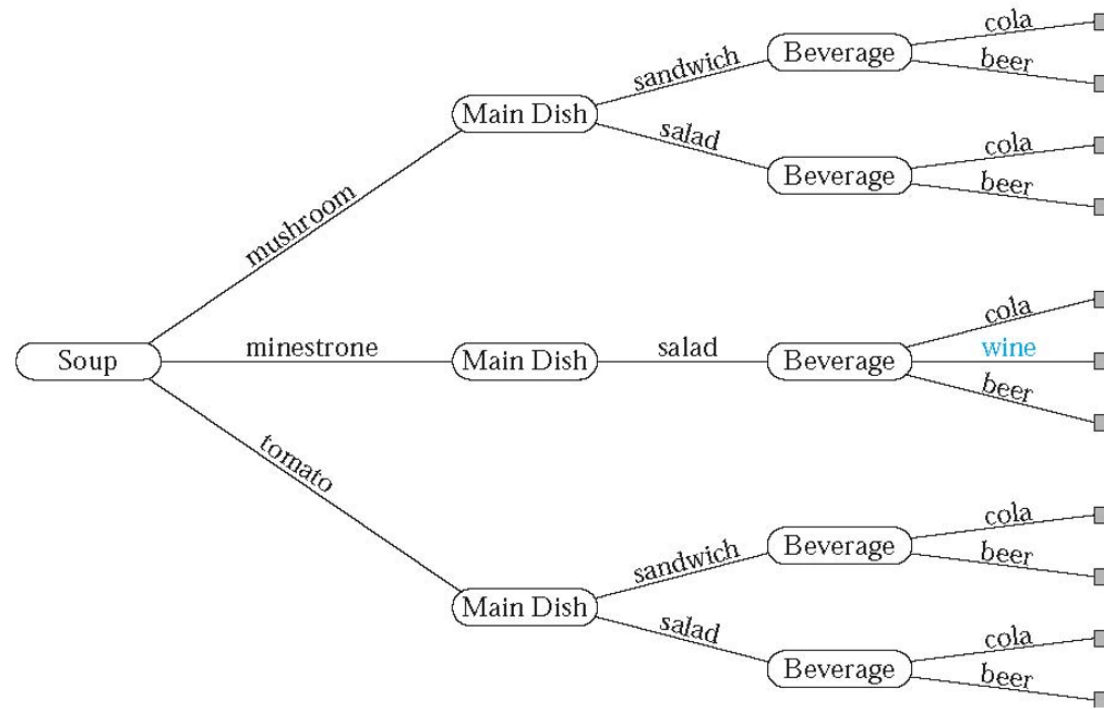 cola
sandwich Beverage beer
Main Dish
salad cola
Beverage beer
mushroom
cola
Soup minestrone Main Dish salad Beverage wine
beer
tomato
cola
sandwich Beverage beer
Main Dish
salad cola
Beverage beer